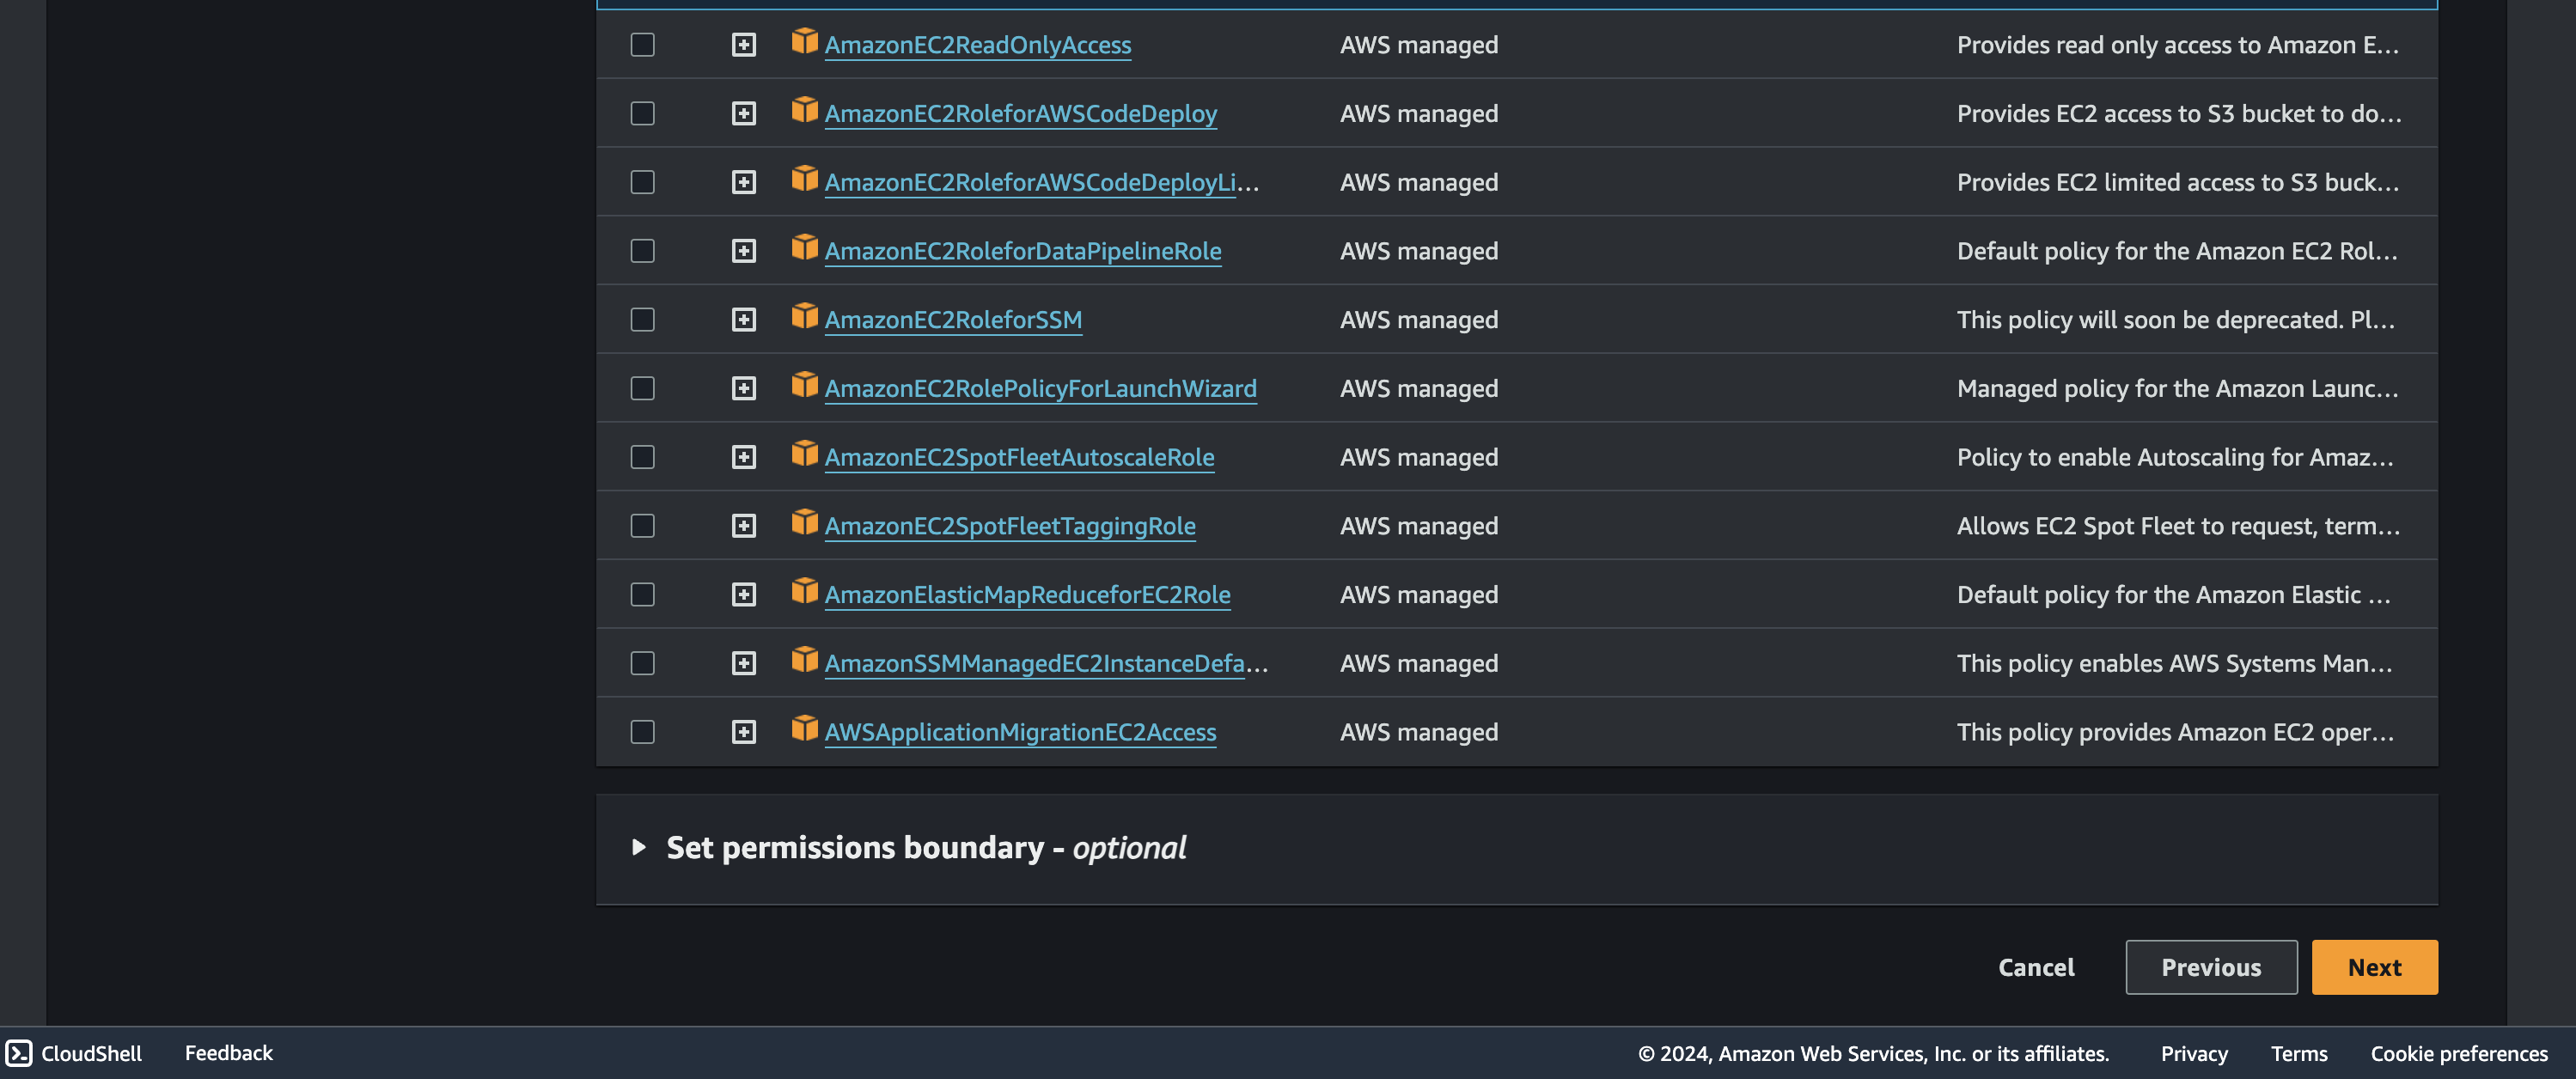 AmazonEC2ReadOnlyAccess AWS managed Provides read only access to Amazon E...
AmazonEC2RoleforAWSCodeDeploy AWS managed Provides EC2 access to S3 bucket to do...
AmazonEC2RoleforAWSCodeDeployLi... AWS managed Provides EC2 limited access to S3 buck...
AmazonEC2RoleforDataPipelineRole AWS managed Default policy for the Amazon EC2 Rol...
AmazonEC2RoleforSSM AWS managed This policy will soon be deprecated. Pl...
AmazonEC2RolePolicyForLaunchWizard AWS managed Managed policy for the Amazon Launc...
AmazonEC2SpotFleetAutoscaleRole AWS managed Policy to enable Autoscaling for Amaz...
AmazonEC2SpotFleetTaggingRole AWS managed Allows EC2 Spot Fleet to request, term...
AmazonElasticMapReduceforEC2Role AWS managed Default policy for the Amazon Elastic ...
AmazonSSMManagedEC2InstanceDefa... AWS managed This policy enables AWS Systems Man...
AWSApplicationMigrationEC2Access AWS managed This policy provides Amazon EC2 oper...
Set permissions boundary - optional
Cancel Previous Next
CloudShell Feedback © 2024, Amazon Web Services, Inc. or its affiliates. Privacy Terms Cookie preferences